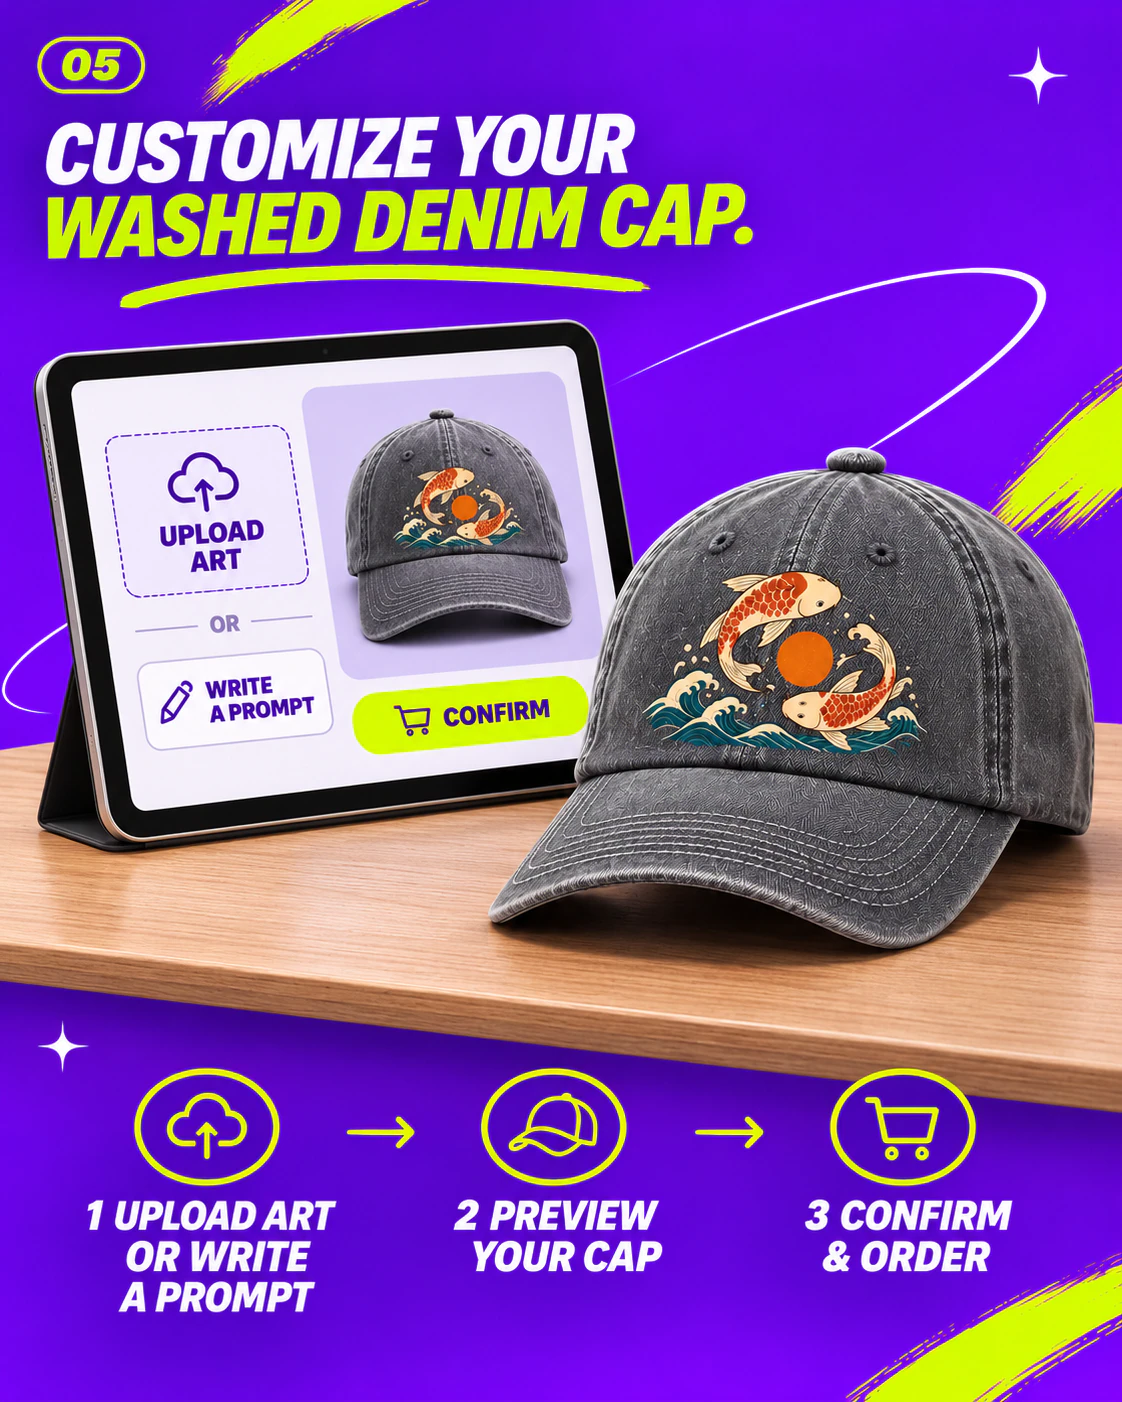 05
CUSTOMIZE YOUR
WASHED DENIM CAP.
UPLOAD
ART
OR
WRITE
A PROMPT
CONFIRM
1 UPLOAD ART
OR WRITE
A PROMPT
2 PREVIEW
YOUR CAP
3 CONFIRM
& ORDER